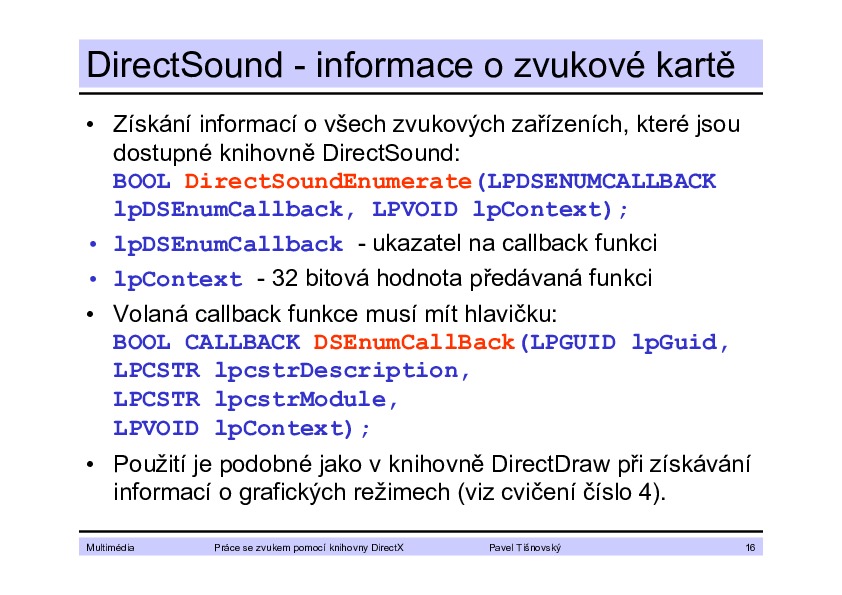 DirectSound - informace o zvukové kartě
• Získání informací o všech zvukových zařízeních, které jsou
dostupné knihovně DirectSound:
BOOL DirectSoundEnumerate(LPDSENUMCALLBACK
lpDSEnumCallback, LPVOID lpContext);
• lpDSEnumCallback - ukazatel na callback funkci
• lpContext - 32 bitová hodnota předávaná funkci
• Volaná callback funkce musí mít hlavičku:
BOOL CALLBACK DSEnumCallBack(LPGUID lpGuid,
LPCSTR lpcstrDescription,
LPCSTR lpcstrModule,
LPVOID lpContext);
• Použití je podobné jako v knihovně DirectDraw při získávání
informací o grafických režimech (viz cvičení číslo 4).
Multimédia Práce se zvukem pomocí knihovny DirectX Pavel Tišnovský 16